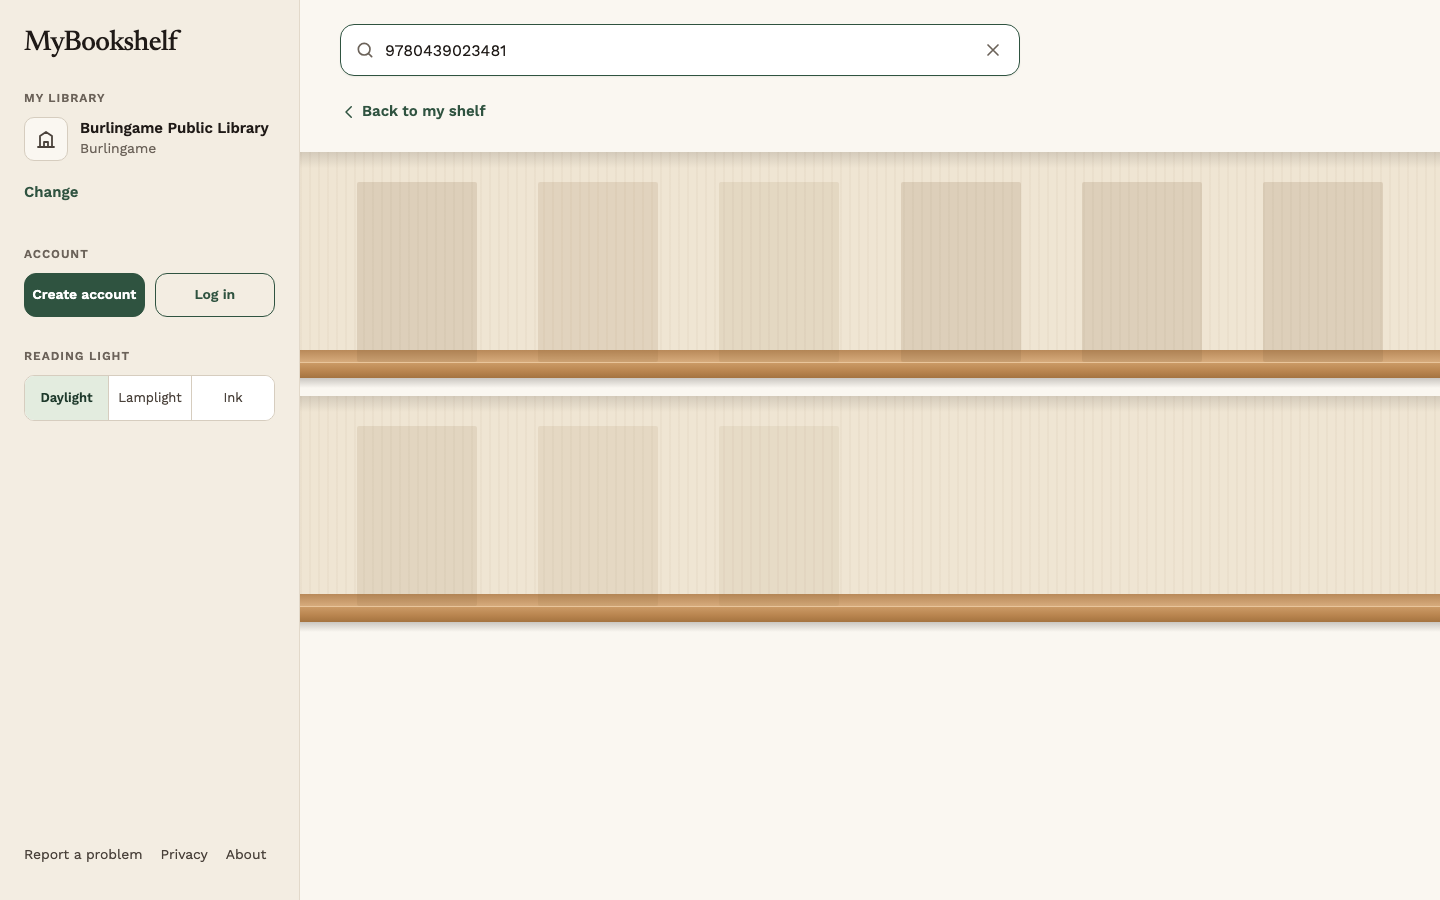 MyBookshelf
MY LIBRARY
Burlingame Public Library
Burlingame
Change
ACCOUNT
Create account
Log in
READING LIGHT
Daylight
Lamplight
Ink
Report a problem
Privacy
About
9780439023481
Back to my shelf